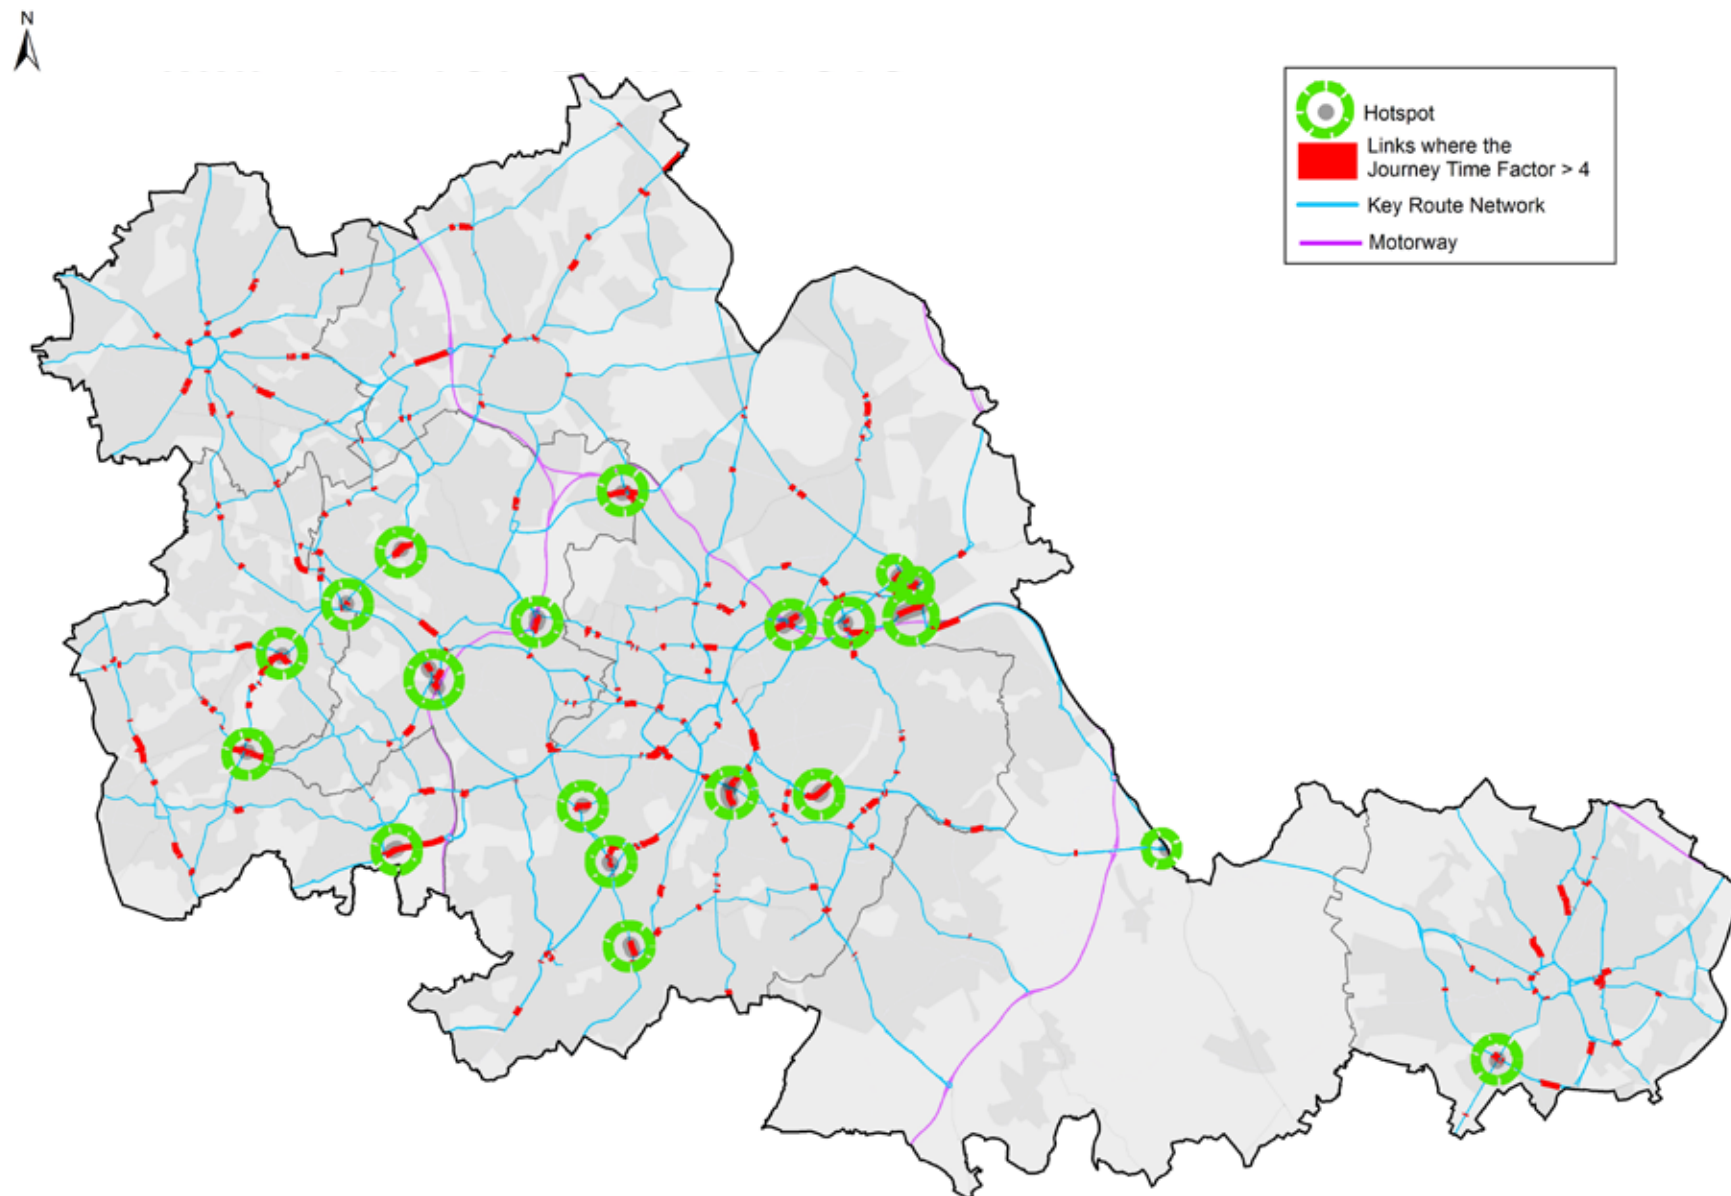 N
Hotspot
Links where the
Journey Time Factor > 4
Key Route Network
Motorway